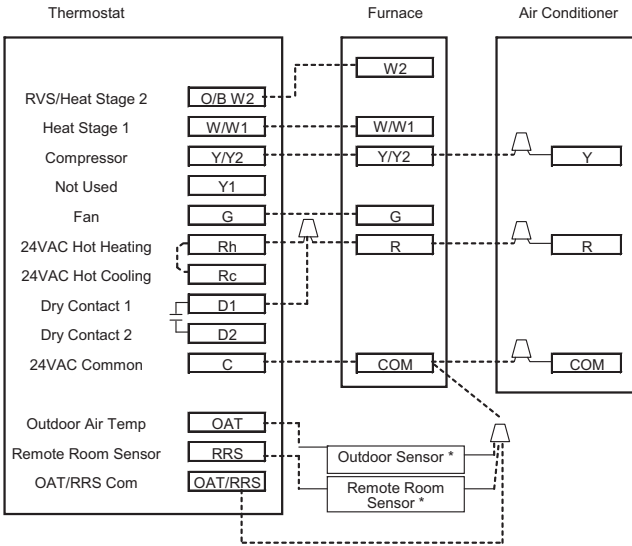 Thermostat Furnace Air Conditioner
W2
RVS/Heat Stage 2 O/B W2
Heat Stage 1 W/W1 W/W1
Compressor Y/Y2 Y/Y2 Y
Not Used Y1
Fan G G
24VAC Hot Heating Rh R R
24VAC Hot Cooling Rc
Dry Contact 1 D1
Dry Contact 2 D2
24VAC Common C COM COM
Outdoor Air Temp OAT
Remote Room Sensor RRS
Outdoor Sensor *
OAT/RRS Com OAT/RRS
Remote Room
Sensor *